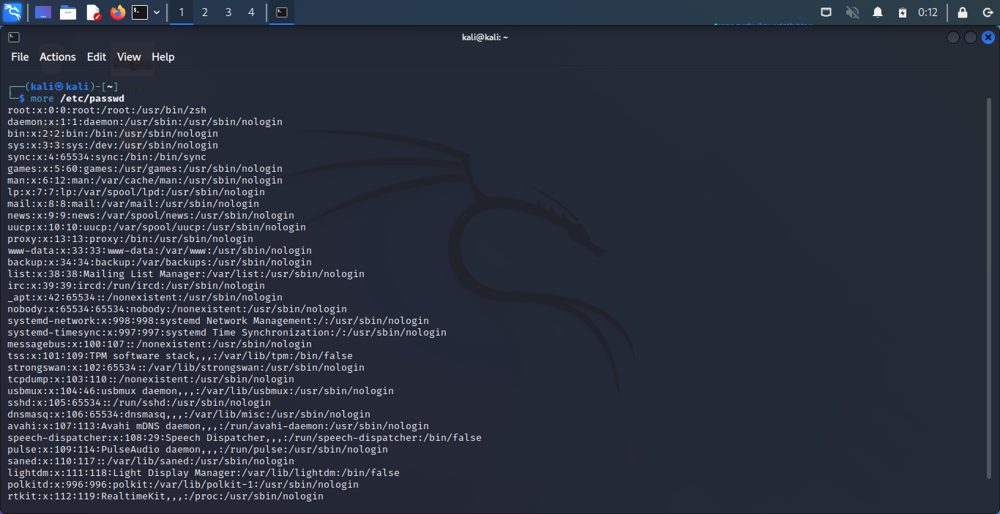 1 2 3 4 0:12
kali@kali: ~
File Actions Edit View Help
┌──(kali㉿kali)-[~]
└─$ more /etc/passwd
root:x:0:0:root:/root:/usr/bin/zsh
daemon:x:1:1:daemon:/usr/sbin:/usr/sbin/nologin
bin:x:2:2:bin:/bin:/usr/sbin/nologin
sys:x:3:3:sys:/dev:/usr/sbin/nologin
sync:x:4:65534:sync:/bin:/bin/sync
games:x:5:60:games:/usr/games:/usr/sbin/nologin
man:x:6:12:man:/var/cache/man:/usr/sbin/nologin
lp:x:7:7:lp:/var/spool/lpd:/usr/sbin/nologin
mail:x:8:8:mail:/var/mail:/usr/sbin/nologin
news:x:9:9:news:/var/spool/news:/usr/sbin/nologin
uucp:x:10:10:uucp:/var/spool/uucp:/usr/sbin/nologin
proxy:x:13:13:proxy:/bin:/usr/sbin/nologin
www-data:x:33:33:www-data:/var/www:/usr/sbin/nologin
backup:x:34:34:backup:/var/backups:/usr/sbin/nologin
list:x:38:38:Mailing List Manager:/var/list:/usr/sbin/nologin
irc:x:39:39:ircd:/run/ircd:/usr/sbin/nologin
_apt:x:42:65534::/nonexistent:/usr/sbin/nologin
nobody:x:65534:65534:nobody:/nonexistent:/usr/sbin/nologin
systemd-network:x:998:998:systemd Network Management:/:/usr/sbin/nologin
systemd-timesync:x:997:997:systemd Time Synchronization:/:/usr/sbin/nologin
messagebus:x:100:107::/nonexistent:/usr/sbin/nologin
tss:x:101:109:TPM software stack,,,:/var/lib/tpm:/bin/false
strongswan:x:102:65534::/var/lib/strongswan:/usr/sbin/nologin
tcpdump:x:103:110::/nonexistent:/usr/sbin/nologin
usbmux:x:104:46:usbmux daemon,,,:/var/lib/usbmux:/usr/sbin/nologin
sshd:x:105:65534::/run/sshd:/usr/sbin/nologin
dnsmasq:x:106:65534:dnsmasq,,,:/var/lib/misc:/usr/sbin/nologin
avahi:x:107:113:Avahi mDNS daemon,,,:/run/avahi-daemon:/usr/sbin/nologin
speech-dispatcher:x:108:29:Speech Dispatcher,,,:/run/speech-dispatcher:/bin/false
pulse:x:109:114:PulseAudio daemon,,,:/run/pulse:/usr/sbin/nologin
saned:x:110:117::/var/lib/saned:/usr/sbin/nologin
lightdm:x:111:118:Light Display Manager:/var/lib/lightdm:/bin/false
polkitd:x:996:996:polkit:/var/lib/polkit-1:/usr/sbin/nologin
rtkit:x:112:119:RealtimeKit,,,:/proc:/usr/sbin/nologin